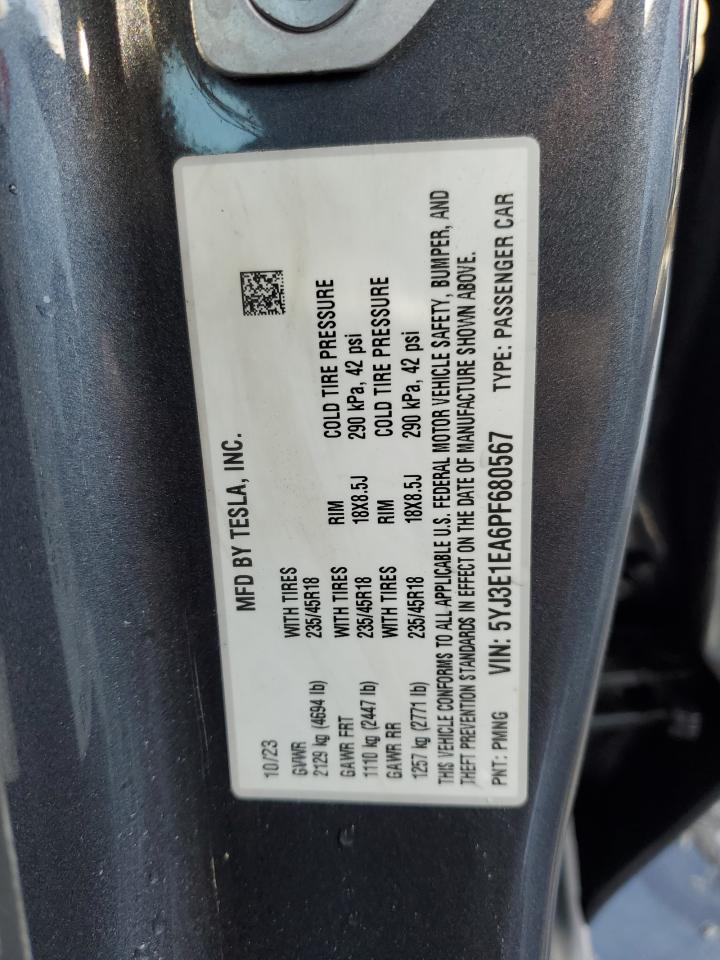 MFD BY TESLA, INC.
10/23
GVWR WITH TIRES RIM COLD TIRE PRESSURE
2129 kg (4694 lb) 235/45R18 18X8.5J 290 kPa, 42 psi
GAWR FRT WITH TIRES RIM COLD TIRE PRESSURE
1110 kg (2447 lb) 235/45R18 18X8.5J 290 kPa, 42 psi
GAWR RR WITH TIRES
1257 kg (2771 lb) 235/45R18
THIS VEHICLE CONFORMS TO ALL APPLICABLE U.S. FEDERAL MOTOR VEHICLE SAFETY, BUMPER, AND
THEFT PREVENTION STANDARDS IN EFFECT ON THE DATE OF MANUFACTURE SHOWN ABOVE.
PNT: PMNG VIN: 5YJ3E1EA6PF680567 TYPE: PASSENGER CAR